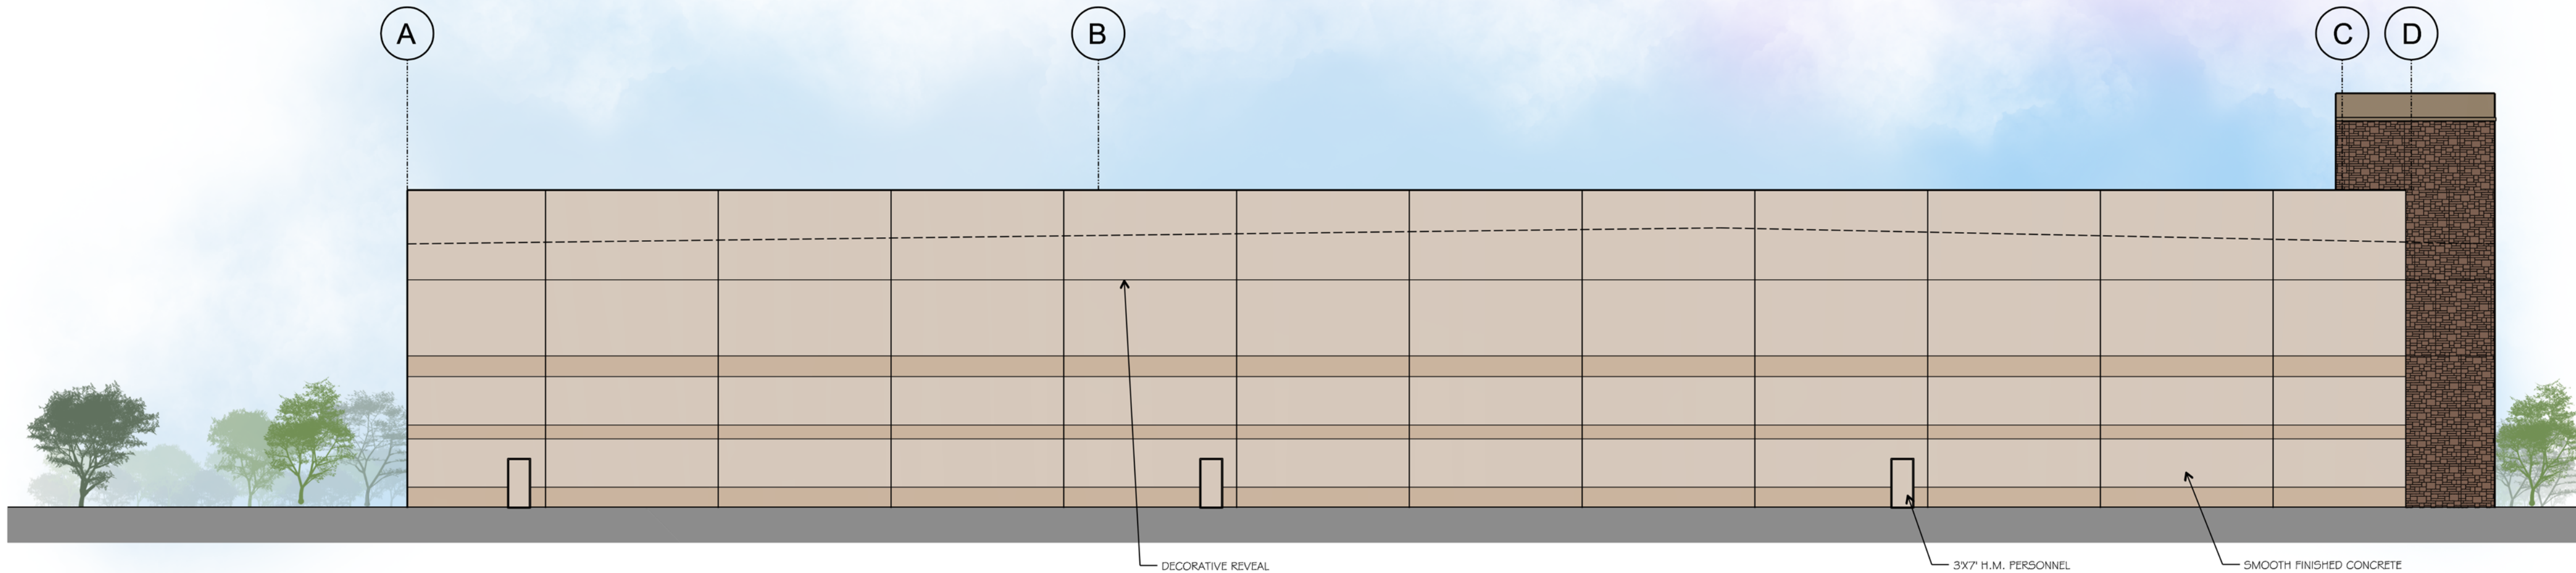 A
B
C
D
DECORATIVE REVEAL
3'X7' H.M. PERSONNEL
SMOOTH FINISHED CONCRETE